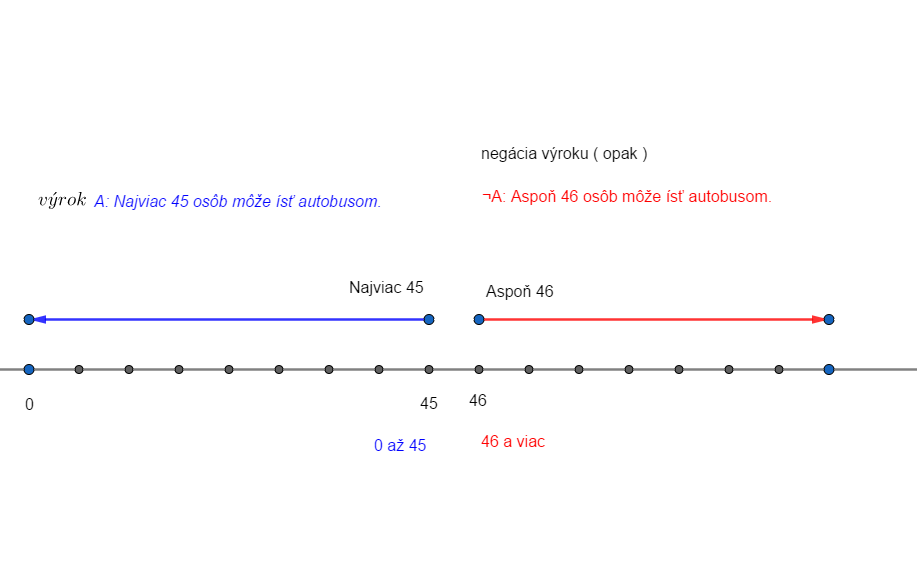 negácia výroku ( opak )
výrok A: Najviac 45 osôb môže ísť autobusom.
¬A: Aspoň 46 osôb môže ísť autobusom.
Najviac 45
Aspoň 46
0
45
46
0 až 45
46 a viac